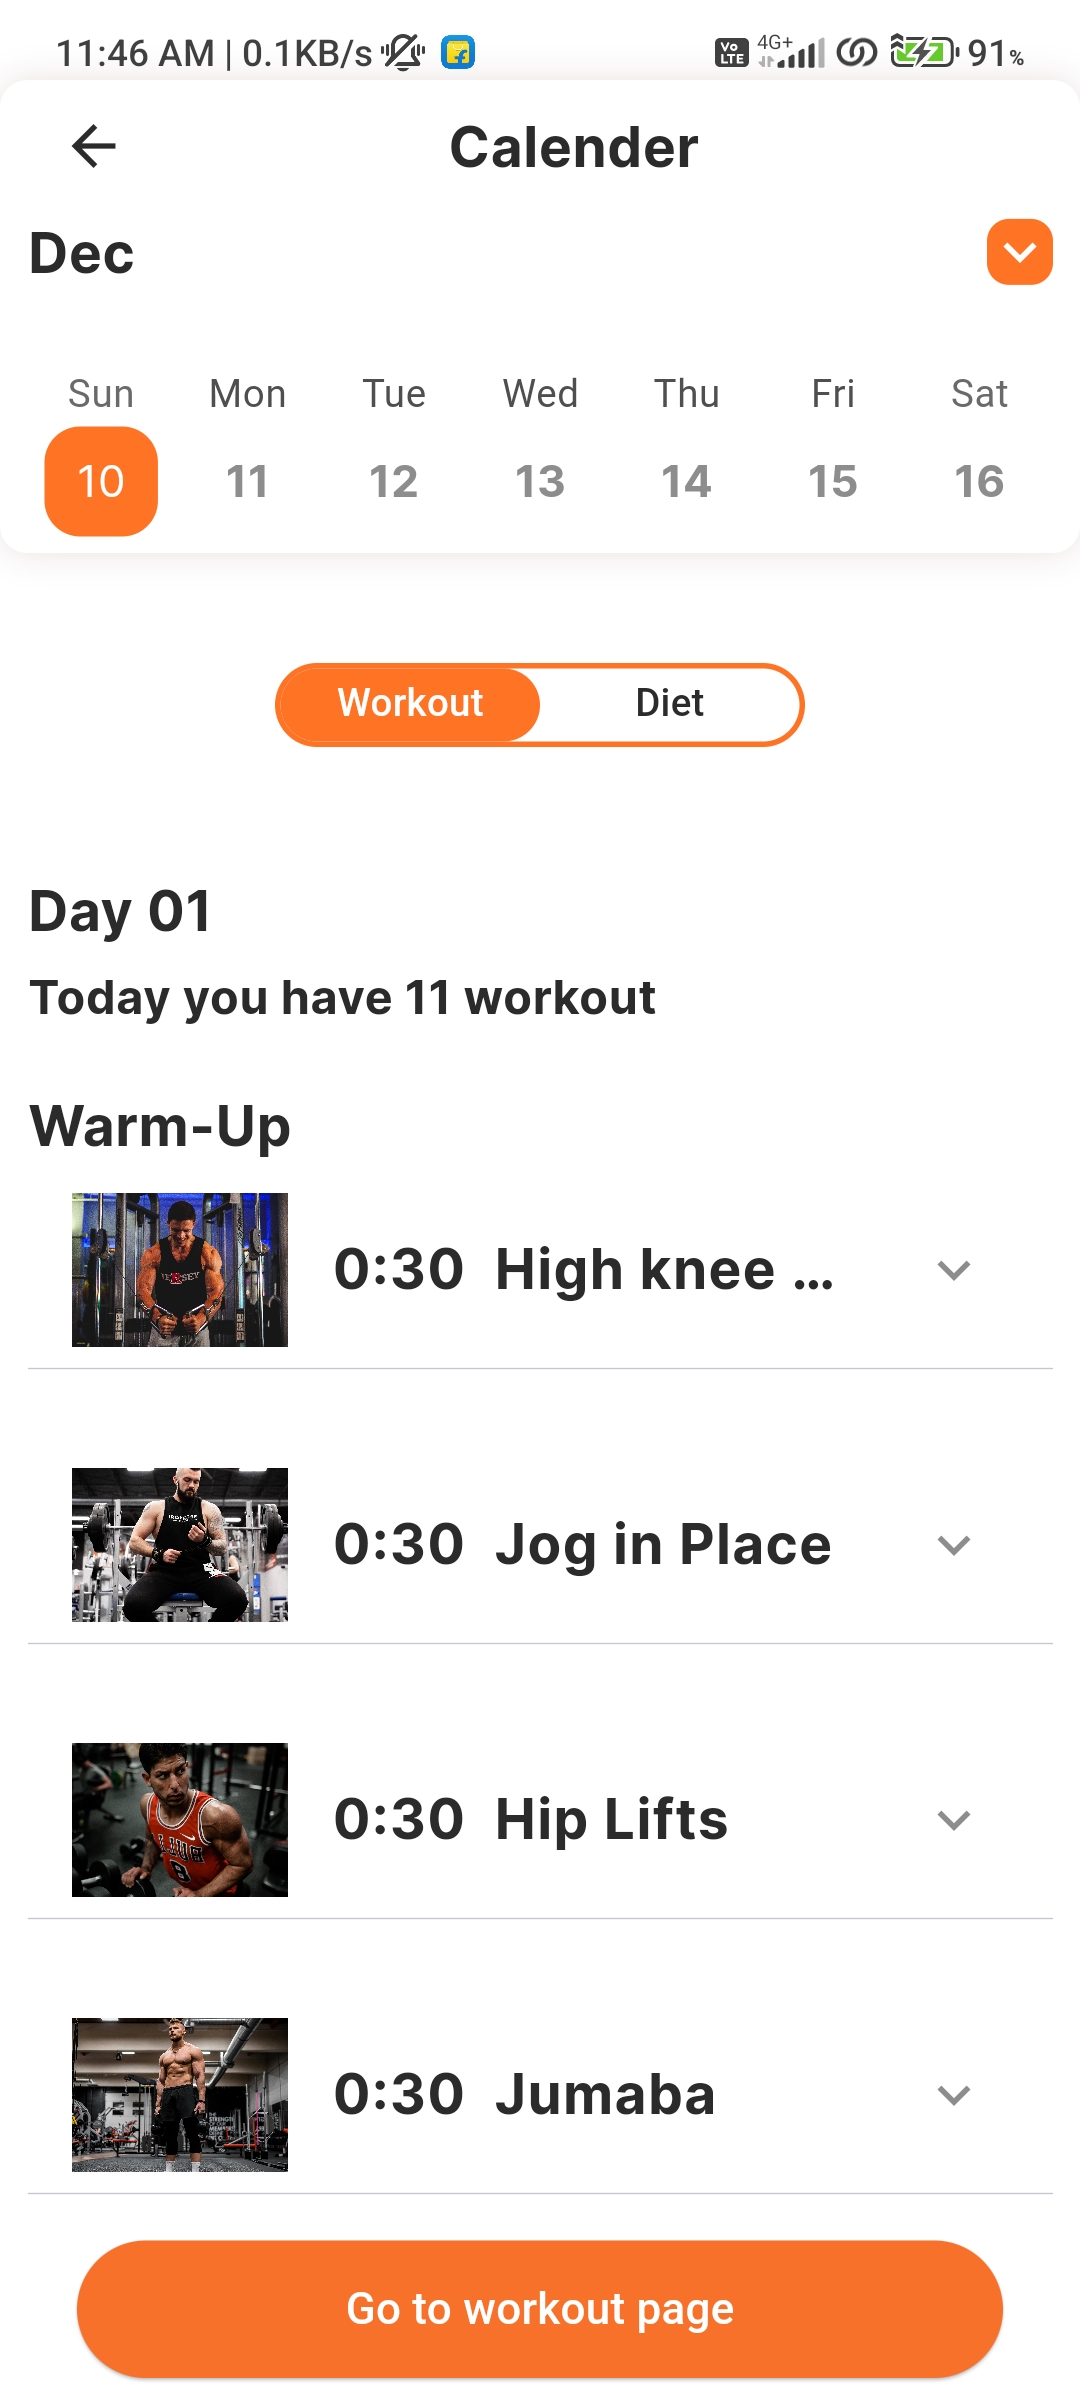 11:46 AM | 0.1KB/s Vo LTE 4G+ 91%
Calender
Dec
Sun Mon Tue Wed Thu Fri Sat
10 11 12 13 14 15 16
Workout Diet
Day 01
Today you have 11 workout
Warm-Up
0:30 High knee ...
0:30 Jog in Place
0:30 Hip Lifts
0:30 Jumaba
Go to workout page